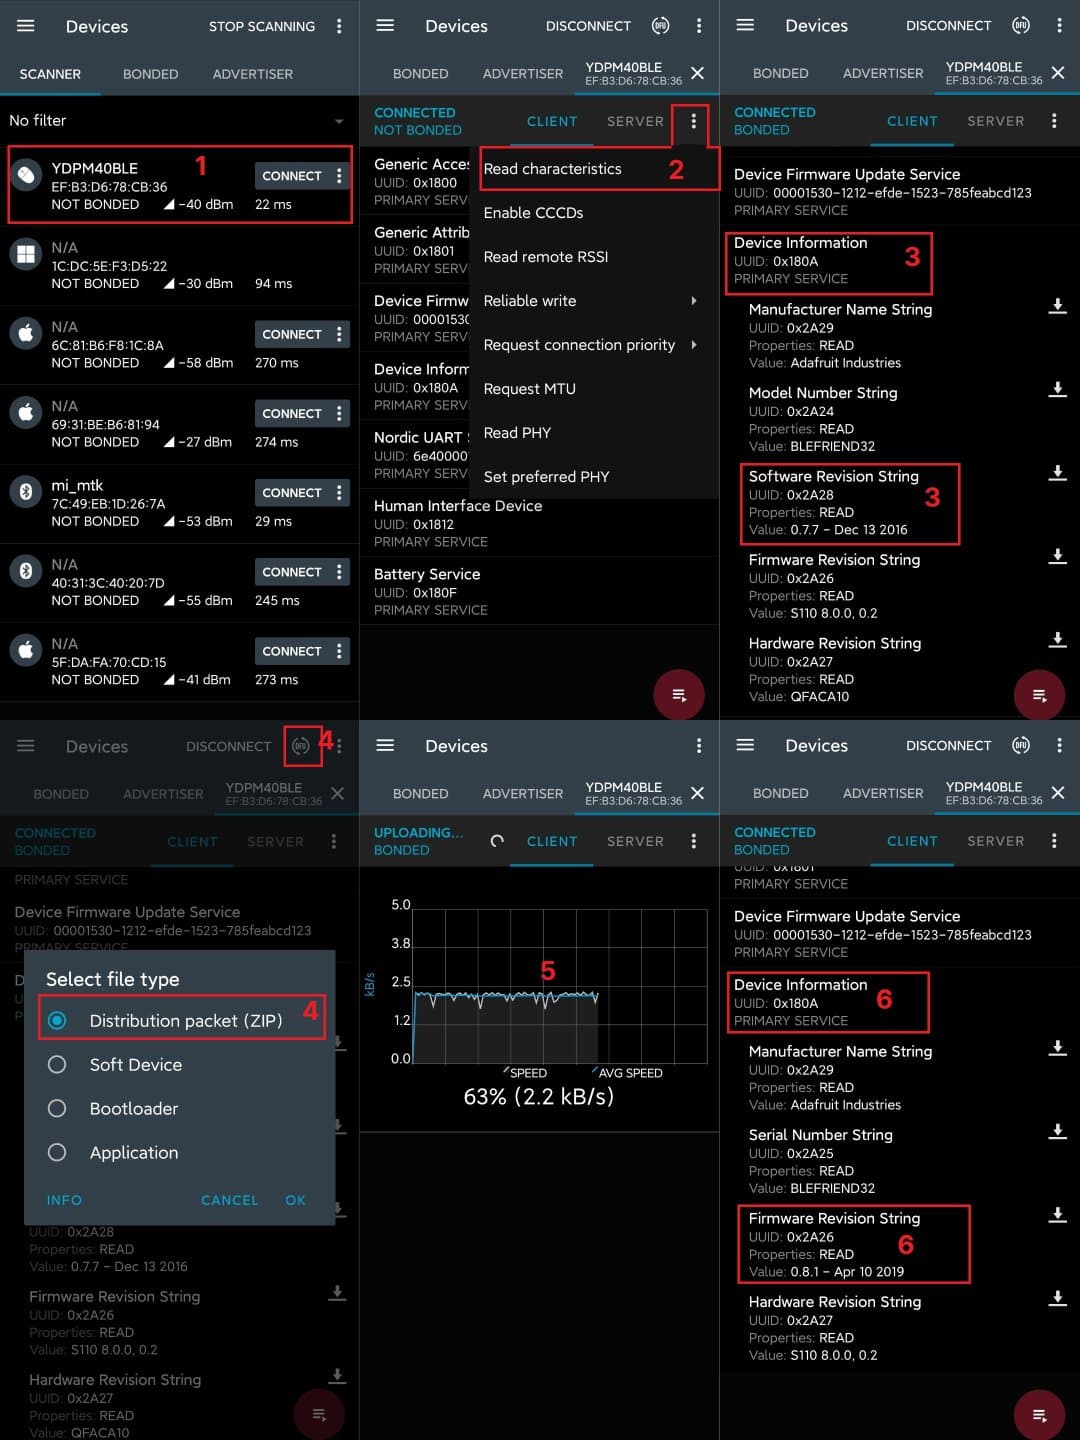 Devices
STOP SCANNING
SCANNER
BONDED
ADVERTISER
No filter
YDPM40BLE
1
EF:B3:D6:78:CB:36
CONNECT
NOT BONDED
-40 dBm
22 ms
N/A
1C:DC:5E:F3:D5:22
NOT BONDED
-30 dBm
94 ms
N/A
6C:81:B6:F8:1C:8A
CONNECT
NOT BONDED
-58 dBm
270 ms
N/A
69:31:BE:B6:81:94
CONNECT
NOT BONDED
-27 dBm
274 ms
mi_mtk
7C:49:EB:1D:26:7A
CONNECT
NOT BONDED
-53 dBm
29 ms
N/A
40:31:3C:40:20:7D
CONNECT
NOT BONDED
-55 dBm
245 ms
N/A
5F:DA:FA:70:CD:15
CONNECT
NOT BONDED
-41 dBm
273 ms
Devices
DISCONNECT
DFU
BONDED
ADVERTISER
YDPM40BLE
EF:B3:D6:78:CB:36
CONNECTED
NOT BONDED
CLIENT
SERVER
Generic Acces
UUID: 0x1800
PRIMARY SERV
Generic Attrib
UUID: 0x1801
PRIMARY SERV
Device Firmw
UUID: 0000153
PRIMARY SERV
Device Inform
UUID: 0x180A
PRIMARY SERV
Nordic UART S
UUID: 6e40000
PRIMARY SERV
Human Interface Device
UUID: 0x1812
PRIMARY SERVICE
Battery Service
UUID: 0x180F
PRIMARY SERVICE
Read characteristics
2
Enable CCCDs
Read remote RSSI
Reliable write
Request connection priority
Request MTU
Read PHY
Set preferred PHY
Devices
DISCONNECT
DFU
BONDED
ADVERTISER
YDPM40BLE
EF:B3:D6:78:CB:36
CONNECTED
BONDED
CLIENT
SERVER
Device Firmware Update Service
UUID: 00001530-1212-efde-1523-785feabcd123
PRIMARY SERVICE
Device Information
UUID: 0x180A
PRIMARY SERVICE
3
Manufacturer Name String
UUID: 0x2A29
Properties: READ
Value: Adafruit Industries
Model Number String
UUID: 0x2A24
Properties: READ
Value: BLEFRIEND32
Software Revision String
UUID: 0x2A28
Properties: READ
Value: 0.7.7 - Dec 13 2016
3
Firmware Revision String
UUID: 0x2A26
Properties: READ
Value: S110 8.0.0, 0.2
Hardware Revision String
UUID: 0x2A27
Properties: READ
Value: QFACA10
Devices
DISCONNECT
DFU
4
BONDED
ADVERTISER
YDPM40BLE
EF:B3:D6:78:CB:36
CONNECTED
BONDED
CLIENT
SERVER
PRIMARY SERVICE
Device Firmware Update Service
UUID: 00001530-1212-efde-1523-785feabcd123
PRIMARY SERVICE
Select file type
Distribution packet (ZIP)
4
Soft Device
Bootloader
Application
INFO
CANCEL
OK
UUID: 0x2A28
Properties: READ
Value: 0.7.7 - Dec 13 2016
Firmware Revision String
UUID: 0x2A26
Properties: READ
Value: S110 8.0.0, 0.2
Hardware Revision String
UUID: 0x2A27
Properties: READ
Value: QFACA10
Devices
BONDED
ADVERTISER
YDPM40BLE
EF:B3:D6:78:CB:36
UPLOADING...
BONDED
CLIENT
SERVER
5.0
3.8
2.5
1.2
0.0
kB/s
5
SPEED
AVG SPEED
63% (2.2 kB/s)
Devices
DISCONNECT
DFU
BONDED
ADVERTISER
YDPM40BLE
EF:B3:D6:78:CB:36
CONNECTED
BONDED
CLIENT
SERVER
UUID: 0x1801
PRIMARY SERVICE
Device Firmware Update Service
UUID: 00001530-1212-efde-1523-785feabcd123
PRIMARY SERVICE
Device Information
UUID: 0x180A
PRIMARY SERVICE
6
Manufacturer Name String
UUID: 0x2A29
Properties: READ
Value: Adafruit Industries
Serial Number String
UUID: 0x2A25
Properties: READ
Value: BLEFRIEND32
Firmware Revision String
UUID: 0x2A26
Properties: READ
Value: 0.8.1 - Apr 10 2019
6
Hardware Revision String
UUID: 0x2A27
Properties: READ
Value: S110 8.0.0, 0.2